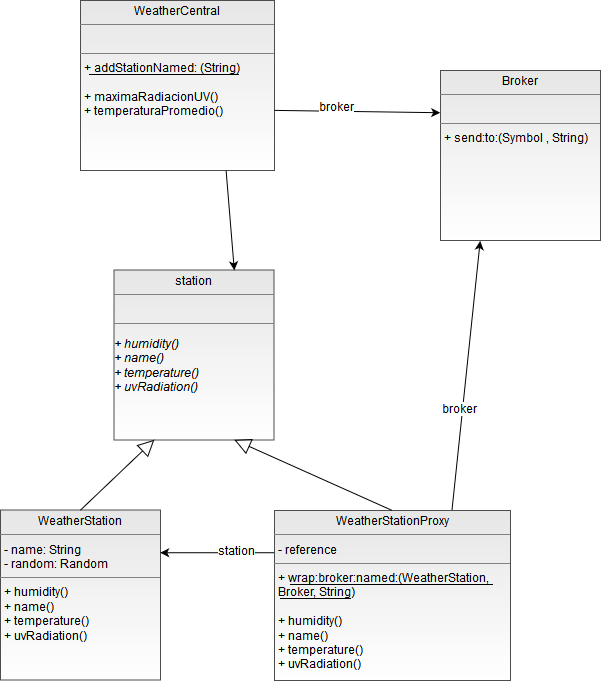 WeatherCentral
+ addStationNamed: (String)
+ maximaRadiacionUV()
+ temperaturaPromedio()
broker
Broker
+ send:to:(Symbol , String)
station
+ humidity()
+ name()
+ temperature()
+ uvRadiation()
broker
WeatherStation
- name: String
- random: Random
+ humidity()
+ name()
+ temperature()
+ uvRadiation()
station
WeatherStationProxy
- reference
+ wrap:broker:named:(WeatherStation,
Broker, String)
+ humidity()
+ name()
+ temperature()
+ uvRadiation()